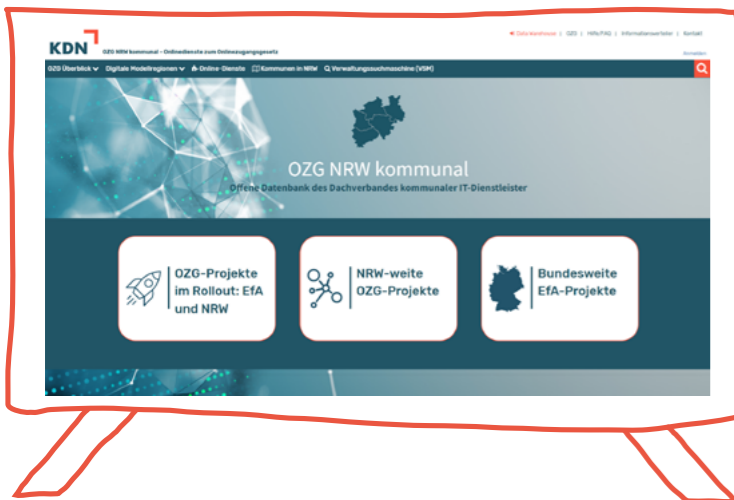 KDN
OZG NRW kommunal - Onlinedienste zum Onlinezugangsgesetz
Data Warehouse | OZG | Hilfe/FAQ | Informationsverteiler | Kontakt
Anmelden
OZG Überblick Digitale Modellregionen Online-Dienste Kommunen in NRW Verwaltungssuchmaschine (VSM)
OZG NRW kommunal
Offene Datenbank des Dachverbandes kommunaler IT-Dienstleister
OZG-Projekte
im Rollout: EfA
und NRW
NRW-weite
OZG-Projekte
Bundesweite
EfA-Projekte